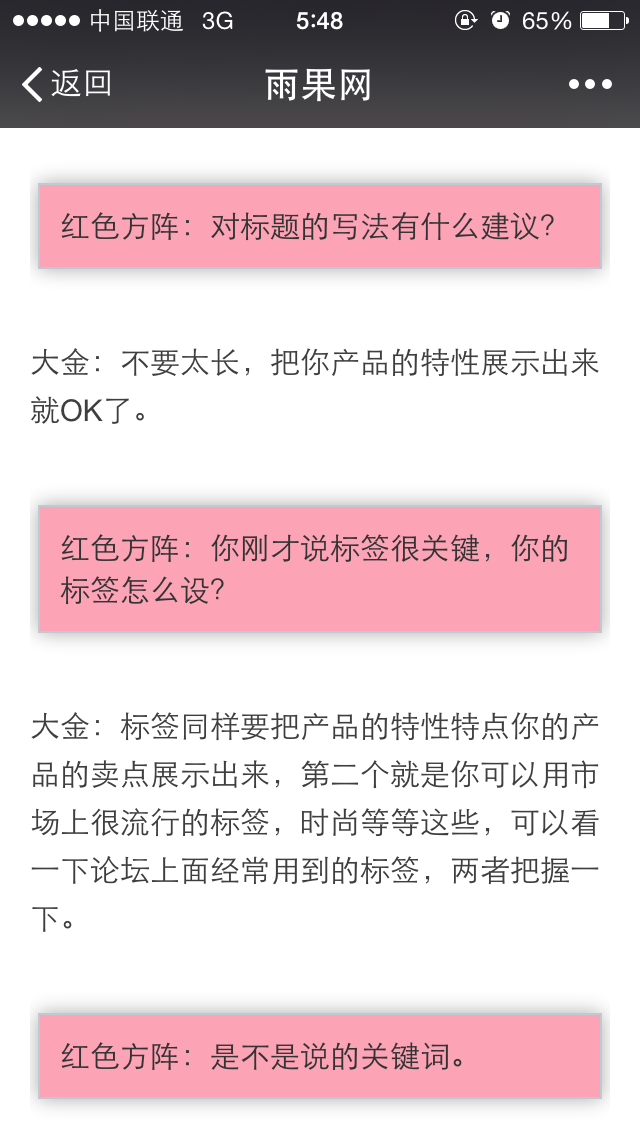 中国联通 3G 5:48 65%
返回 雨果网
红色方阵：对标题的写法有什么建议？
大金：不要太长，把你产品的特性展示出来
就OK了。
红色方阵：你刚才说标签很关键，你的
标签怎么设？
大金：标签同样要把产品的特性特点你的产
品的卖点展示出来，第二个就是你可以用市
场上很流行的标签，时尚等等这些，可以看
一下论坛上面经常用到的标签，两者把握一
下。
红色方阵：是不是说的关键词。